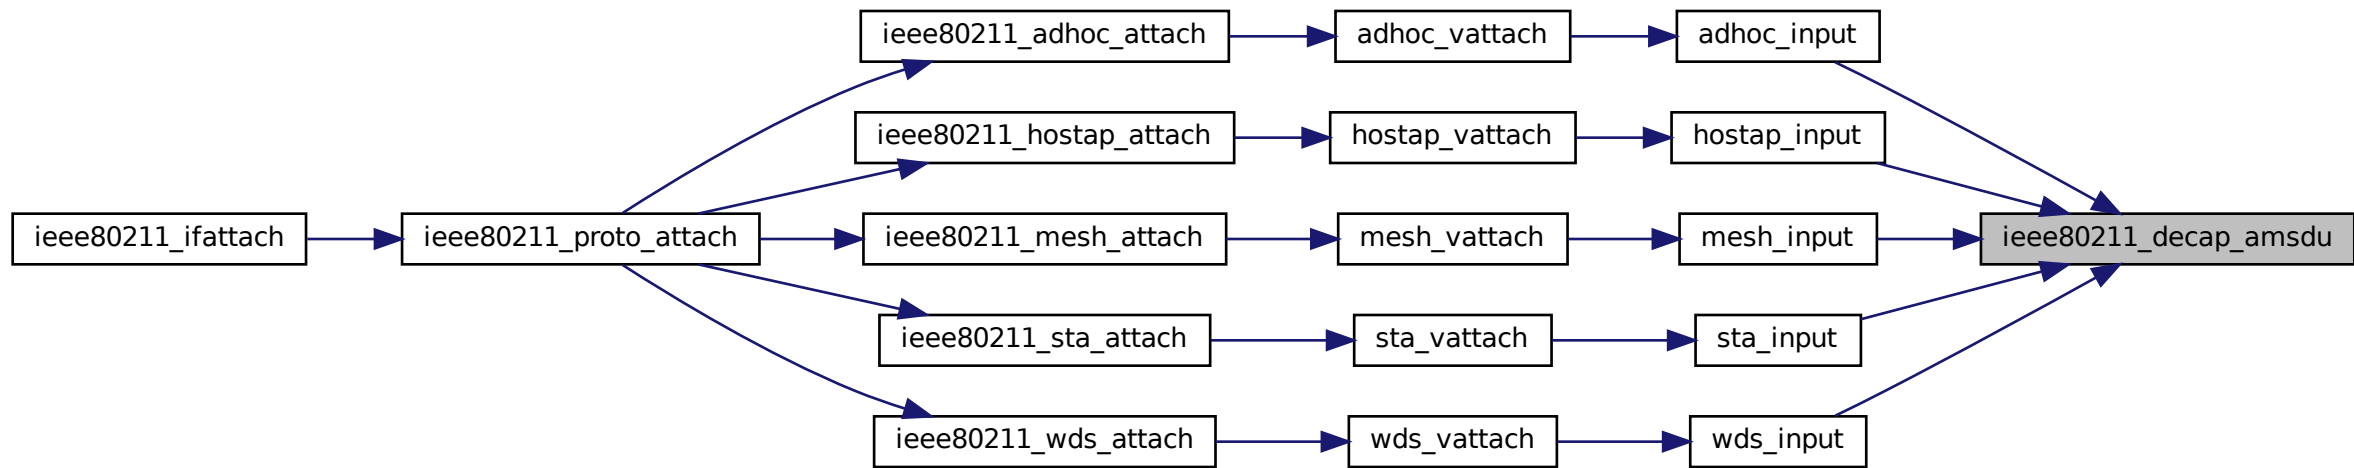 ieee80211_adhoc_attach
adhoc_vattach
adhoc_input
ieee80211_hostap_attach
hostap_vattach
hostap_input
ieee80211_ifattach
ieee80211_proto_attach
ieee80211_mesh_attach
mesh_vattach
mesh_input
ieee80211_decap_amsdu
ieee80211_sta_attach
sta_vattach
sta_input
ieee80211_wds_attach
wds_vattach
wds_input